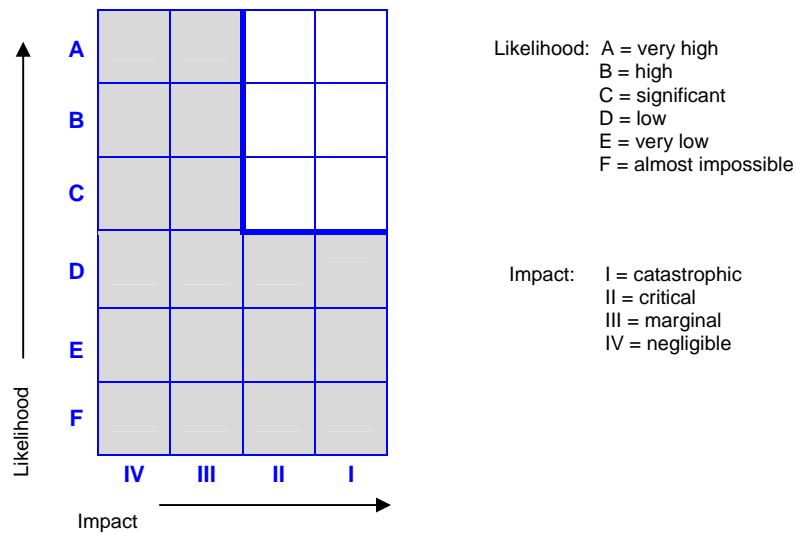 A
B
C
D
E
F
Likelihood
IV III II I
Impact
Likelihood: A = very high
B = high
C = significant
D = low
E = very low
F = almost impossible
Impact: I = catastrophic
II = critical
III = marginal
IV = negligible